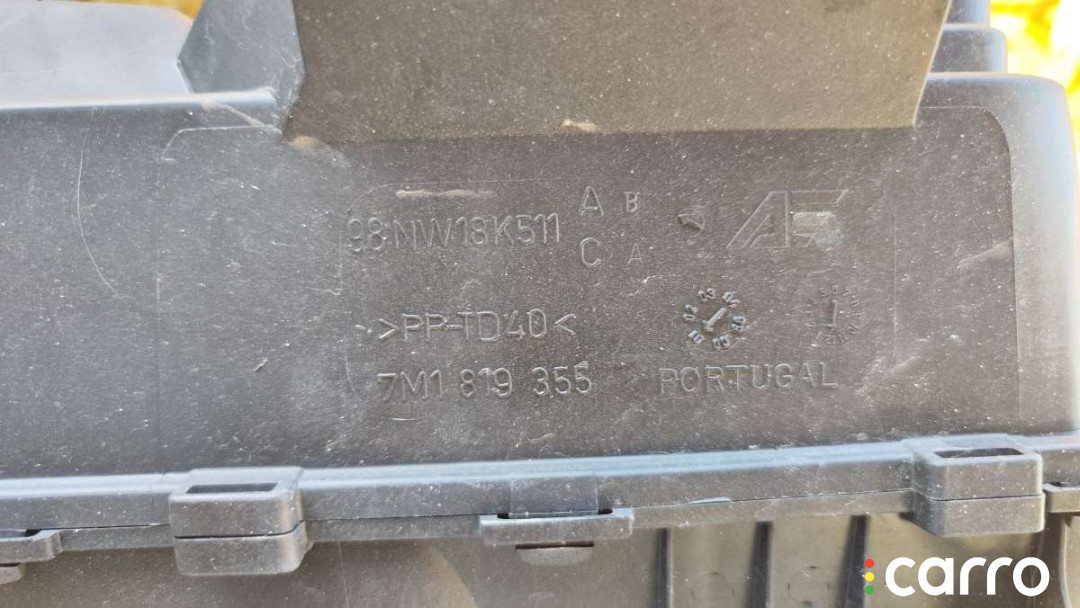 98NW18K511 A B
C A
>PP-TD40<
7M1 819 355 PORTUGAL
carro